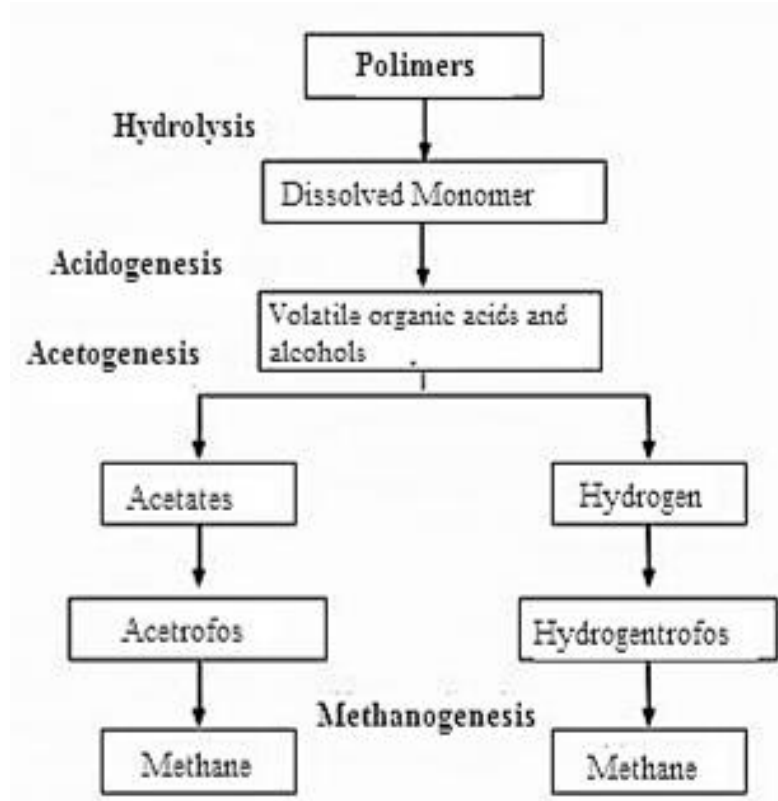 Polimers
Hydrolysis
Dissolved Monomer
Acidogenesis
Volatile organic acids and
alcohols
Acetogenesis
Acetates
Hydrogen
Acetrofos
Hydrogentrofos
Methanogenesis
Methane
Methane